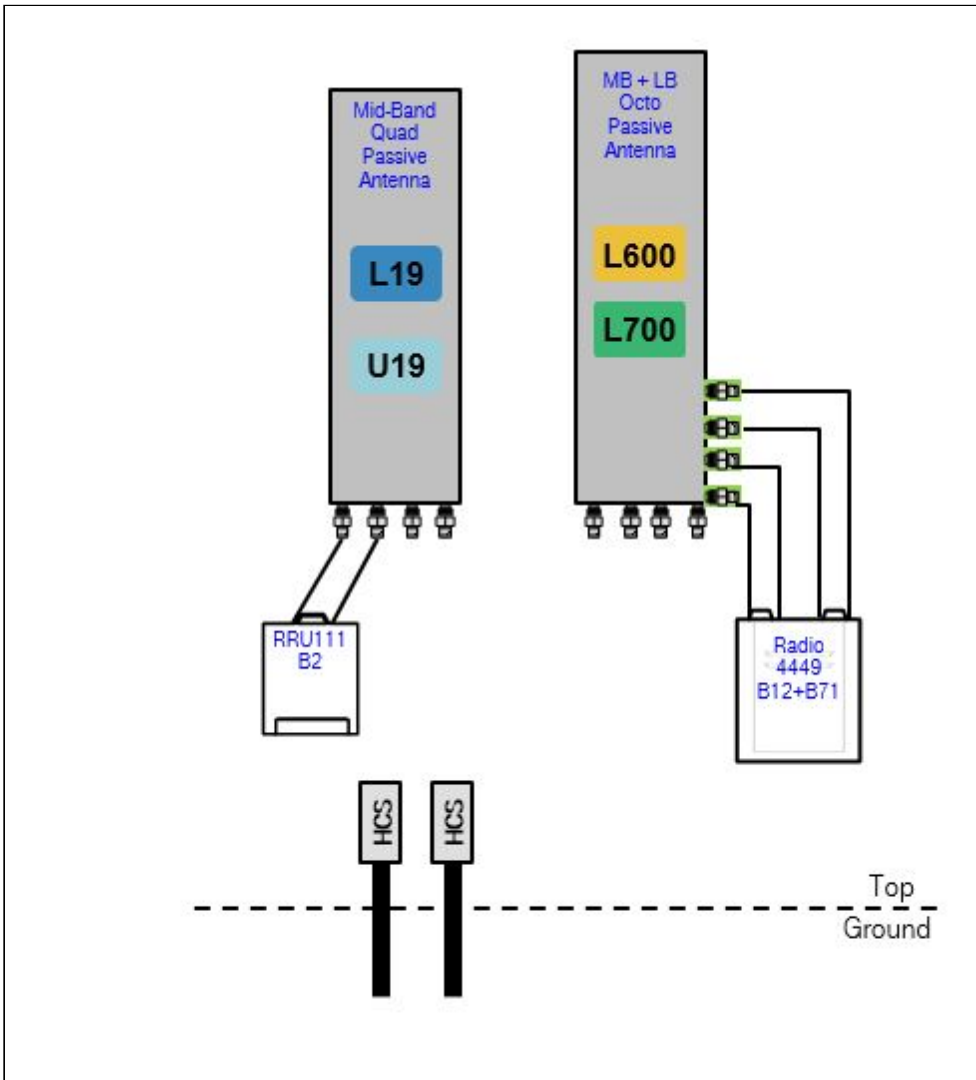 Mid-Band
Quad
Passive
Antenna
L19
U19
MB + LB
Octo
Passive
Antenna
L600
L700
RRU111
B2
Radio
4449
B12+B71
HCS
HCS
Top
Ground